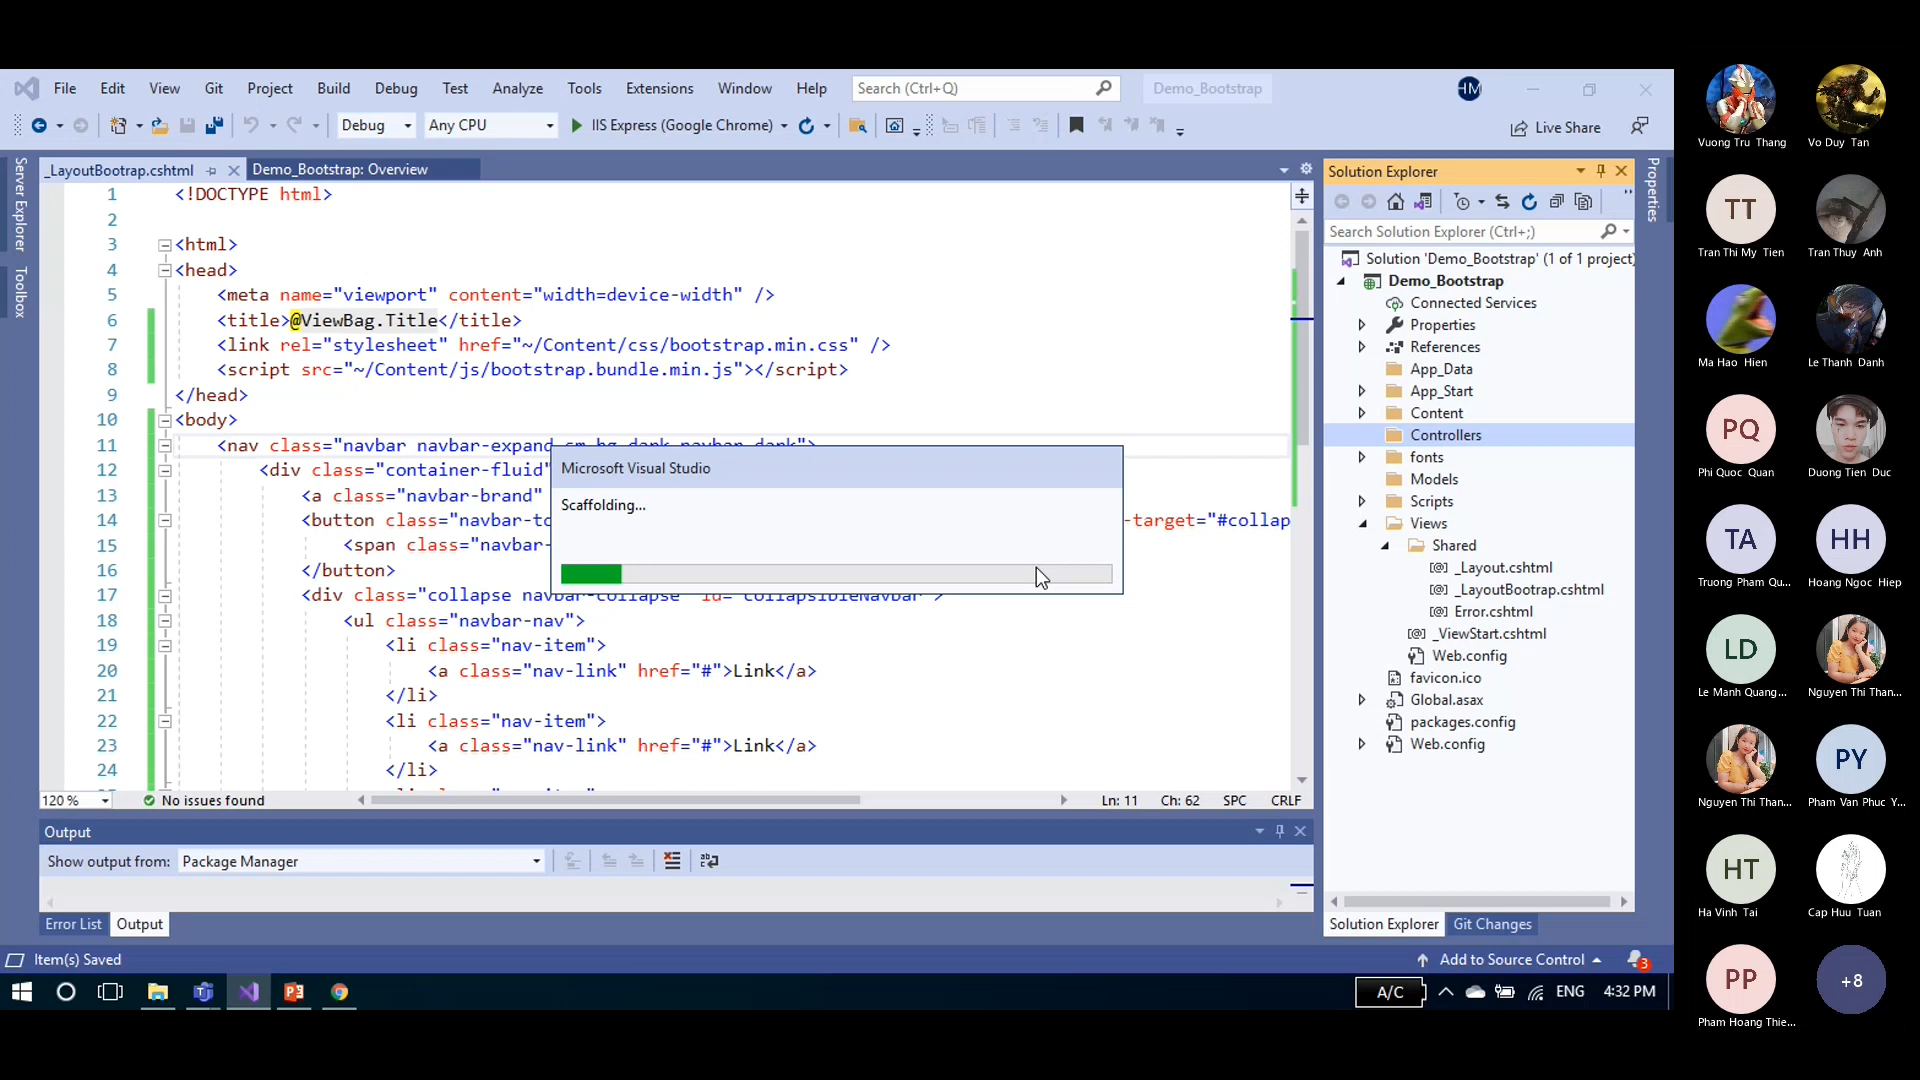 File Edit View Git Project Build Debug Test Analyze Tools Extensions Window Help Search (Ctrl+Q) Demo_Bootstrap HM
Debug Any CPU IIS Express (Google Chrome) Live Share
Server Explorer
Toolbox
_LayoutBootrap.cshtml Demo_Bootstrap: Overview
1 <!DOCTYPE html>
2
3 <html>
4 <head>
5 <meta name="viewport" content="width=device-width" />
6 <title>@ViewBag.Title</title>
7 <link rel="stylesheet" href="~/Content/css/bootstrap.min.css" />
8 <script src="~/Content/js/bootstrap.bundle.min.js"></script>
9 </head>
10 <body>
11 <nav class="navbar navbar-expand-sm bg-dark navbar-dark">
12 <div class="container-fluid"
13 <a class="navbar-brand"
14 <button class="navbar-to -target="#collap
15 <span class="navbar-
16 </button>
17 <div class="collapse navbar-collapse" id="collapsibleNavbar">
18 <ul class="navbar-nav">
19 <li class="nav-item">
20 <a class="nav-link" href="#">Link</a>
21 </li>
22 <li class="nav-item">
23 <a class="nav-link" href="#">Link</a>
24 </li>
Microsoft Visual Studio
Scaffolding...
120 % No issues found Ln: 11 Ch: 62 SPC CRLF
Output
Show output from: Package Manager
Error List Output
Solution Explorer
Search Solution Explorer (Ctrl+;)
Solution 'Demo_Bootstrap' (1 of 1 project)
Demo_Bootstrap
Connected Services
Properties
References
App_Data
App_Start
Content
Controllers
fonts
Models
Scripts
Views
Shared
_Layout.cshtml
_LayoutBootrap.cshtml
Error.cshtml
_ViewStart.cshtml
Web.config
favicon.ico
Global.asax
packages.config
Web.config
Solution Explorer Git Changes
Properties
Item(s) Saved Add to Source Control 3
A/C ENG 4:32 PM
Vuong Tru Thang Vo Duy Tan
TT
Tran Thi My Tien Tran Thuy Anh
Ma Hao Hien Le Thanh Danh
PQ
Phi Quoc Quan Duong Tien Duc
TA HH
Truong Pham Qu... Hoang Ngoc Hiep
LD
Le Manh Quang... Nguyen Thi Than...
PY
Nguyen Thi Than... Pham Van Phuc Y...
HT
Ha Vinh Tai Cap Huu Tuan
PP +8
Pham Hoang Thie...